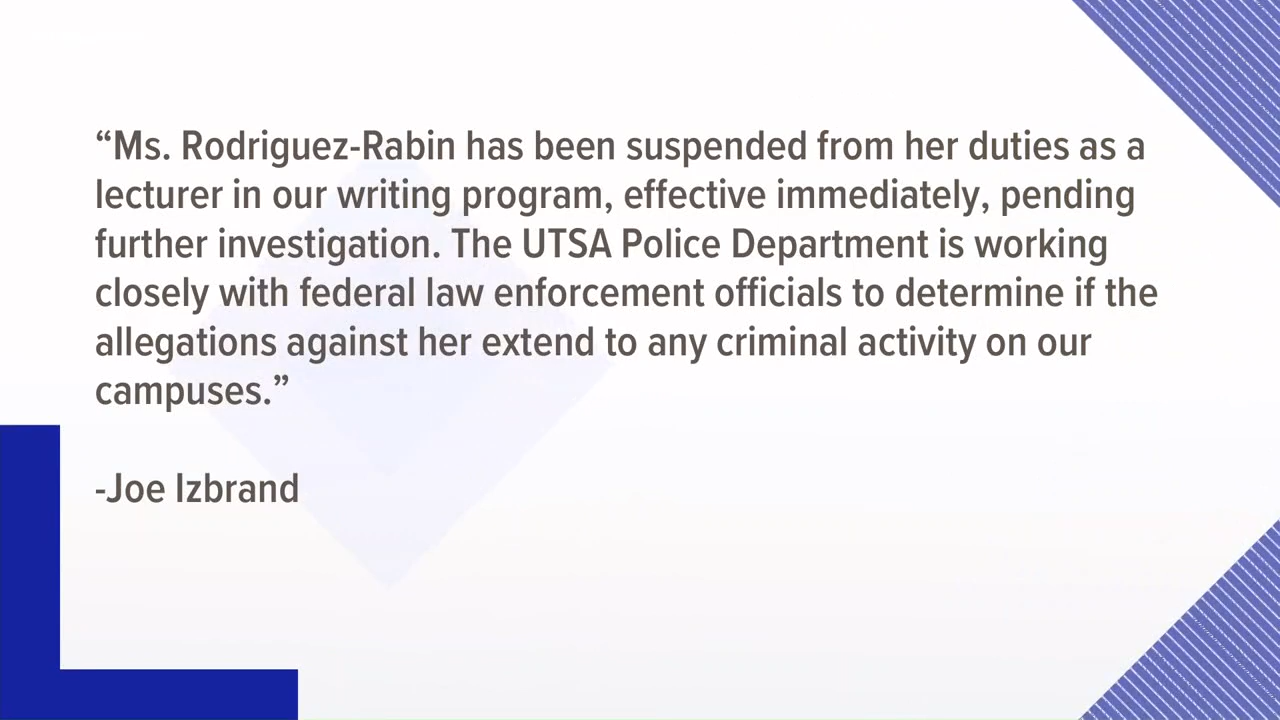 “Ms. Rodriguez-Rabin has been suspended from her duties as a
lecturer in our writing program, effective immediately, pending
further investigation. The UTSA Police Department is working
closely with federal law enforcement officials to determine if the
allegations against her extend to any criminal activity on our
campuses.”
-Joe Izbrand